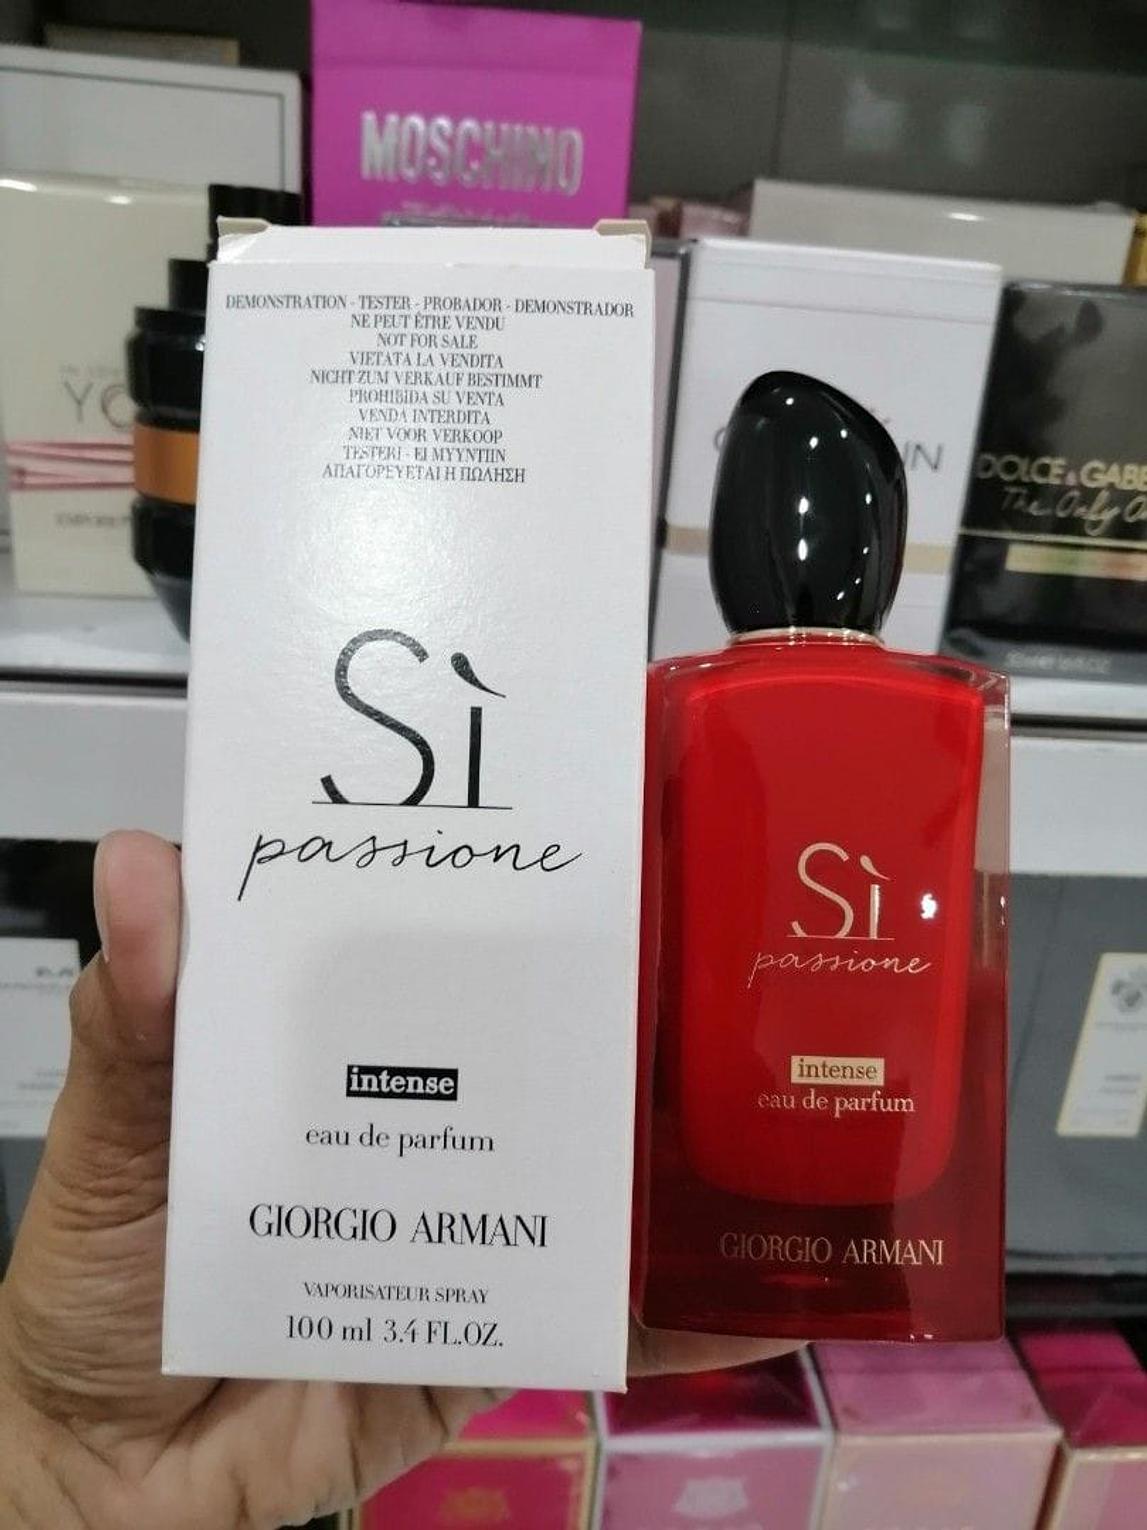 MOSCHINO
DEMONSTRATION - TESTER - PROBADOR - DEMONSTRADOR
NE PEUT ÊTRE VENDU
NOT FOR SALE
VIETATA LA VENDITA
NICHT ZUM VERKAUF BESTIMMT
PROHIBIDA SU VENTA
VENDA INTERDITA
NIET VOOR VERKOOP
TESTERI - EI MYYNTIIN
ΑΠΑΓΟΡΕΥΕΤΑΙ Η ΠΩΛΗΣΗ
Sì
passione
intense
eau de parfum
GIORGIO ARMANI
VAPORISATEUR SPRAY
100 ml 3.4 FL.OZ.
Sì
passione
intense
eau de parfum
GIORGIO ARMANI
DOLCE & GABB
The Only O